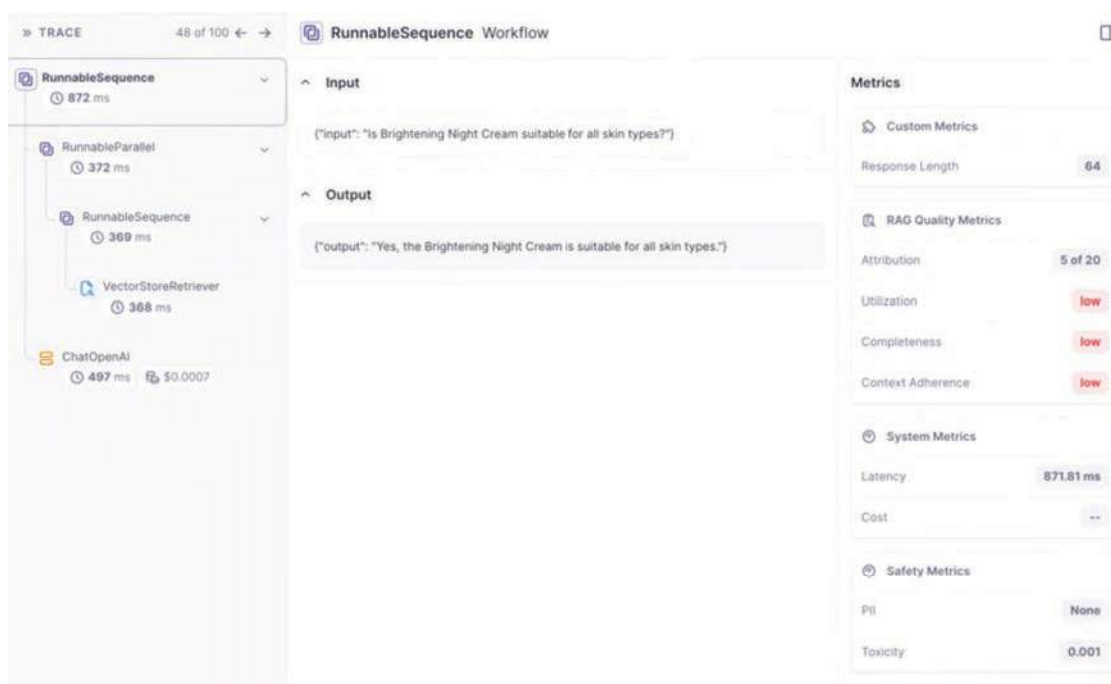 » TRACE
48 of 100 ← →
RunnableSequence
872 ms
RunnableParallel
372 ms
RunnableSequence
369 ms
VectorStoreRetriever
368 ms
ChatOpenAI
497 ms $0.0007
RunnableSequence Workflow
Input
{"input": "Is Brightening Night Cream suitable for all skin types?"}
Output
{"output": "Yes, the Brightening Night Cream is suitable for all skin types."}
Metrics
Custom Metrics
Response Length 64
RAG Quality Metrics
Attribution 5 of 20
Utilization low
Completeness low
Context Adherence low
System Metrics
Latency 871.81 ms
Cost --
Safety Metrics
PII None
Toxicity 0.001